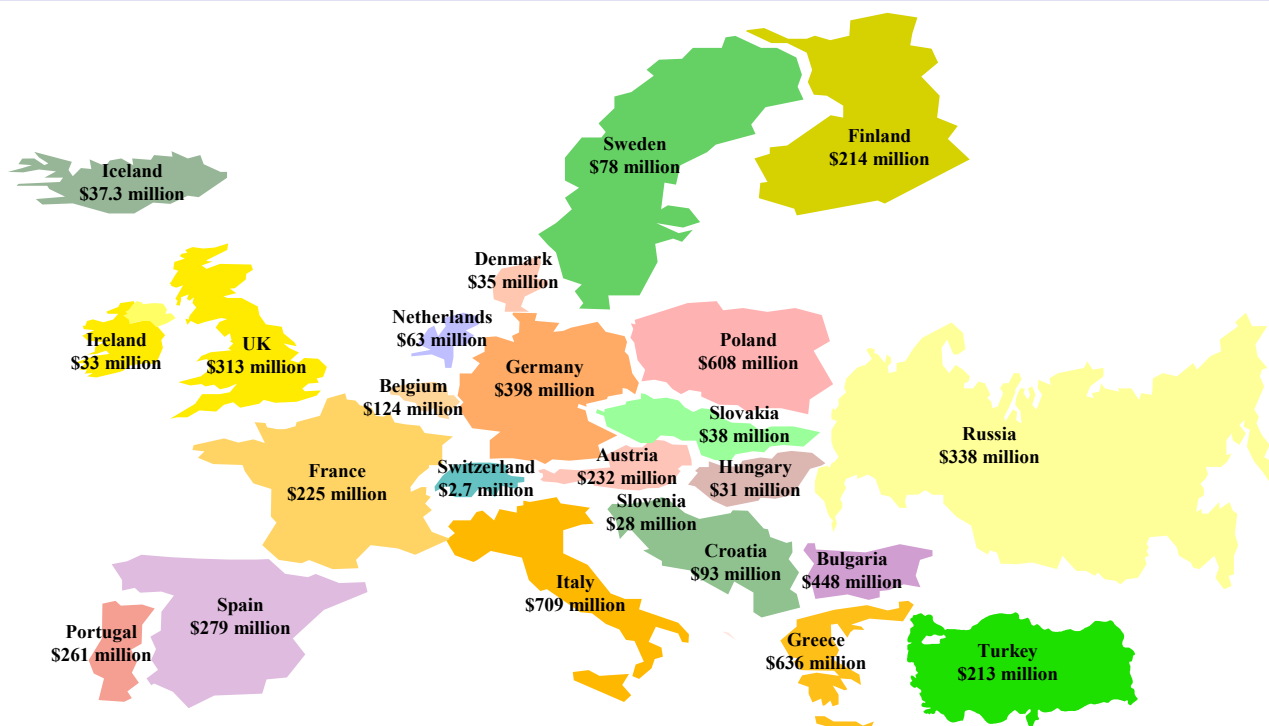 Finland
$214 million
Sweden
$78 million
Iceland
$37.3 million
Denmark
$35 million
Netherlands
$63 million
Ireland
$33 million
UK
$313 million
Poland
$608 million
Germany
$398 million
Belgium
$124 million
Slovakia
$38 million
Russia
$338 million
France
$225 million
Switzerland
$2.7 million
Austria
$232 million
Hungary
$31 million
Slovenia
$28 million
Croatia
$93 million
Bulgaria
$448 million
Italy
$709 million
Spain
$279 million
Portugal
$261 million
Greece
$636 million
Turkey
$213 million